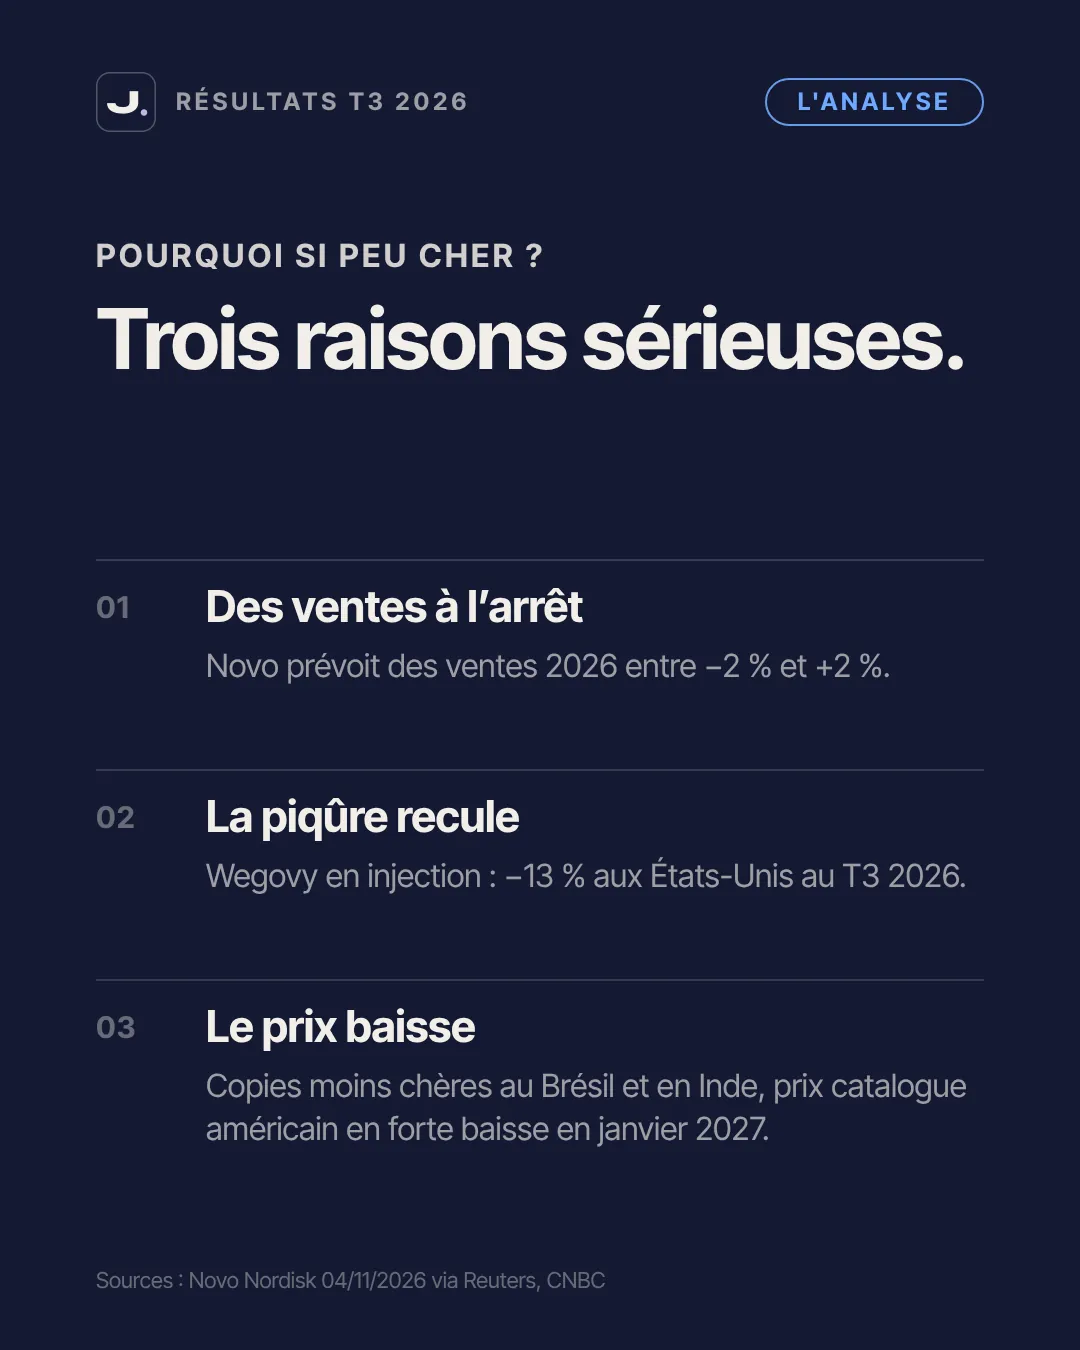 J.
RÉSULTATS T3 2026
L'ANALYSE
POURQUOI SI PEU CHER ?
Trois raisons sérieuses.
01
Des ventes à l’arrêt
Novo prévoit des ventes 2026 entre −2 % et +2 %.
02
La piqûre recule
Wegovy en injection : −13 % aux États-Unis au T3 2026.
03
Le prix baisse
Copies moins chères au Brésil et en Inde, prix catalogue
américain en forte baisse en janvier 2027.
Sources : Novo Nordisk 04/11/2026 via Reuters, CNBC